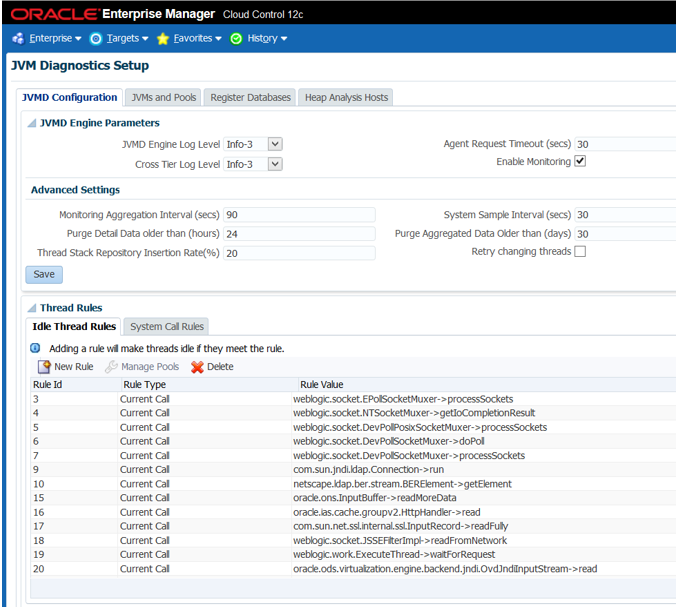 ORACLE Enterprise Manager Cloud Control 12c
Enterprise Targets Favorites History
JVM Diagnostics Setup
JVMD Configuration JVMs and Pools Register Databases Heap Analysis Hosts
JVMD Engine Parameters
JVMD Engine Log Level Info-3 Agent Request Timeout (secs) 30
Cross Tier Log Level Info-3 Enable Monitoring
Advanced Settings
Monitoring Aggregation Interval (secs) 90 System Sample Interval (secs) 30
Purge Detail Data older than (hours) 24 Purge Aggregated Data Older than (days) 30
Thread Stack Repository Insertion Rate(%) 20 Retry changing threads
Save
Thread Rules
Idle Thread Rules System Call Rules
Adding a rule will make threads idle if they meet the rule.
New Rule Manage Pools Delete
Rule Id Rule Type Rule Value
3 Current Call weblogic.socket.EPollSocketMuxer->processSockets
4 Current Call weblogic.socket.NTSocketMuxer->getIoCompletionResult
5 Current Call weblogic.socket.DevPollPosixSocketMuxer->processSockets
6 Current Call weblogic.socket.DevPollSocketMuxer->doPoll
7 Current Call weblogic.socket.DevPollSocketMuxer->processSockets
9 Current Call com.sun.jndi.ldap.Connection->run
10 Current Call netscape.ldap.ber.stream.BERElement->getElement
15 Current Call oracle.ons.InputBuffer->readMoreData
16 Current Call oracle.ias.cache.groupv2.HttpHandler->read
17 Current Call com.sun.net.ssl.internal.ssl.InputRecord->readFully
18 Current Call weblogic.socket.JSSEFilterImpl->readFromNetwork
19 Current Call weblogic.work.ExecuteThread->waitForRequest
20 Current Call oracle.ods.virtualization.engine.backend.jndi.OvdJndiInputStream->read